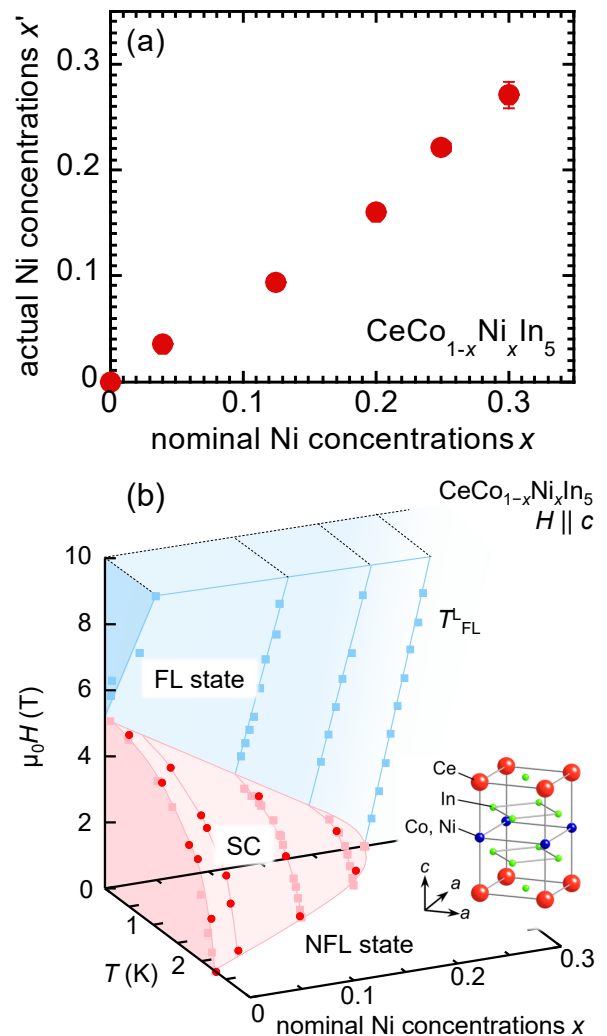 (a)
0.3
0.2
0.1
0
actual Ni concentrations x'
CeCo1-xNixIn5
0 0.1 0.2 0.3
nominal Ni concentrations x
(b)
CeCo1−xNixIn5
H || c
10
8
6
4
2
0
μ0H (T)
TLFL
FL state
SC
NFL state
Ce
In
Co, Ni
c
a
a
1
2
T (K)
0 0.1 0.2 0.3
nominal Ni concentrations x